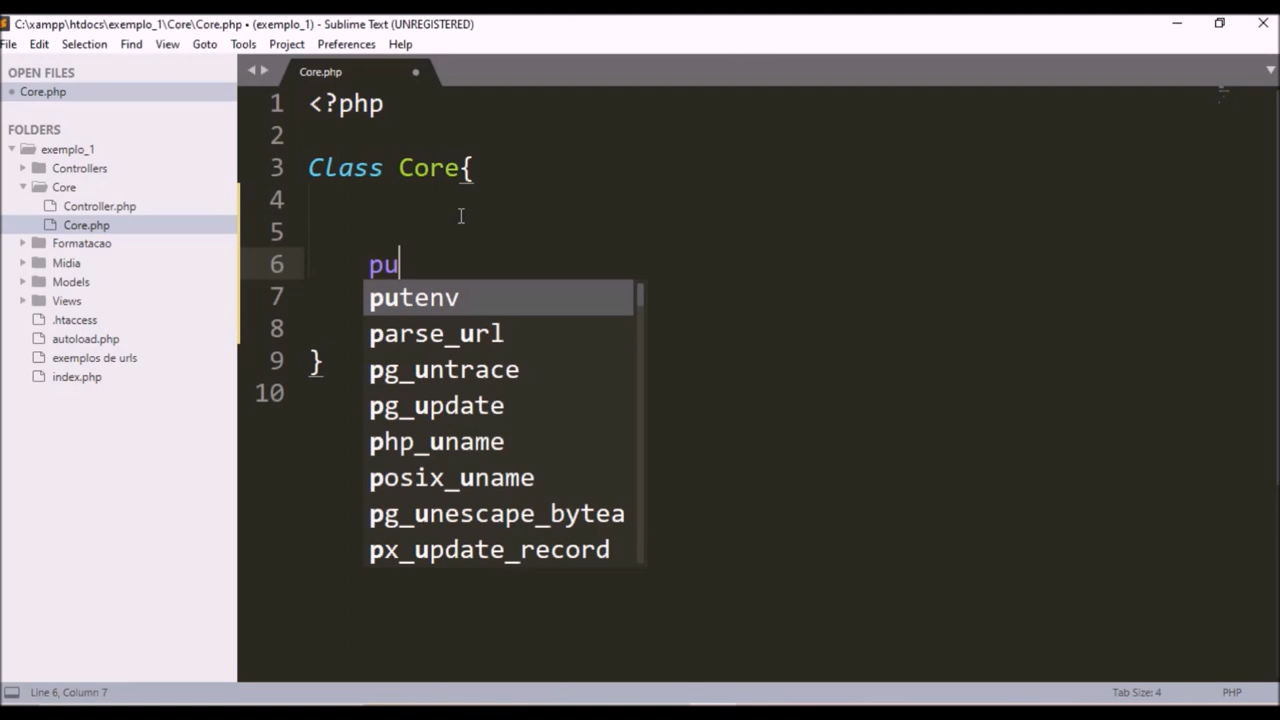 C:\xampp\htdocs\exemplo_1\Core\Core.php • (exemplo_1) - Sublime Text (UNREGISTERED)
File Edit Selection Find View Goto Tools Project Preferences Help
OPEN FILES
Core.php
FOLDERS
exemplo_1
Controllers
Core
Controller.php
Core.php
Formatacao
Midia
Models
Views
.htaccess
autoload.php
exemplos de urls
index.php
Core.php
1 <?php
2
3 Class Core{
4
5
6 pu
7
8
9 }
10
putenv
parse_url
pg_untrace
pg_update
php_uname
posix_uname
pg_unescape_bytea
px_update_record
Line 6, Column 7
Tab Size: 4
PHP